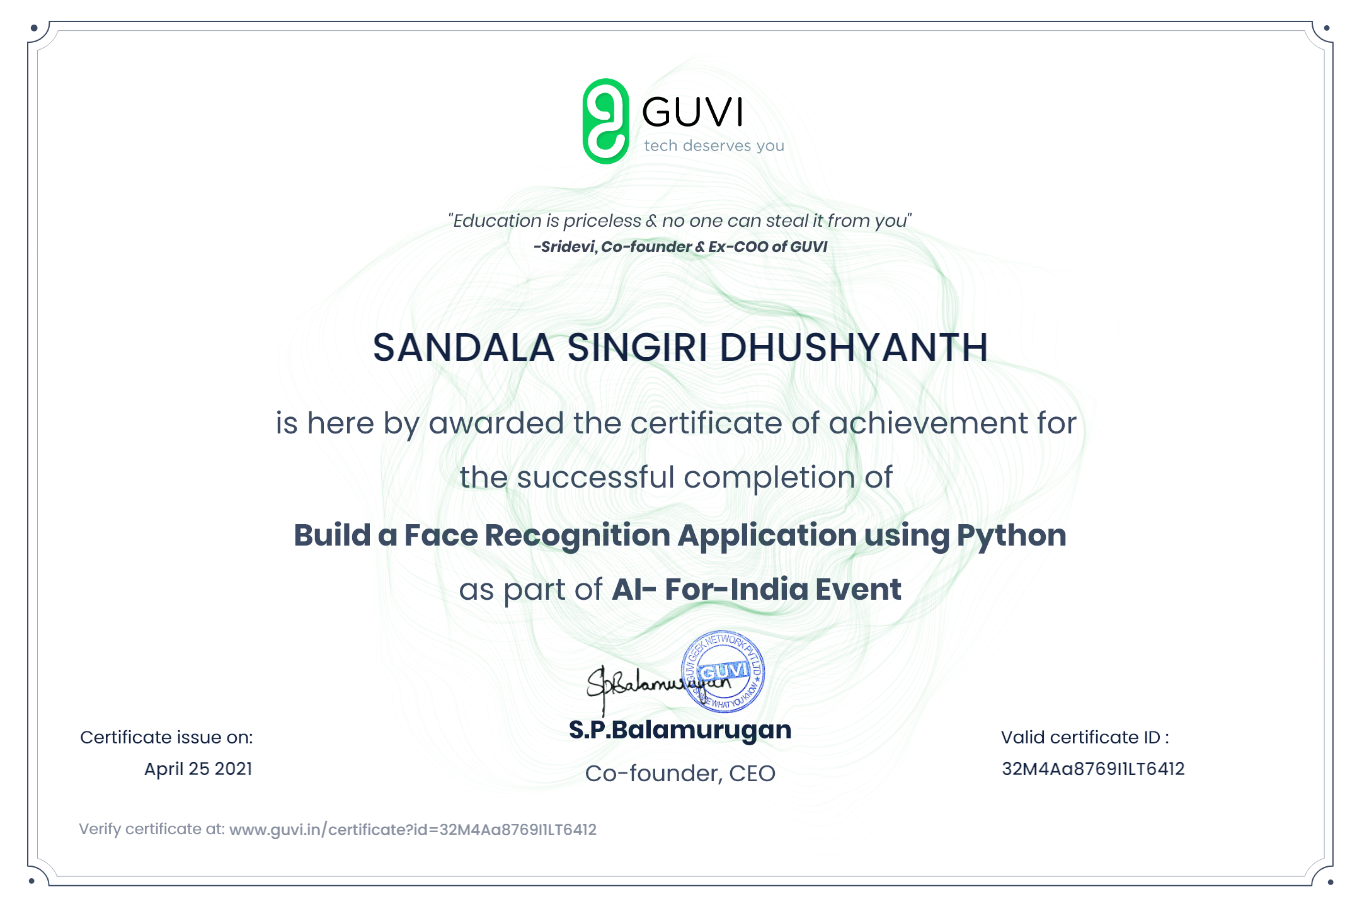 GUVI
tech deserves you
"Education is priceless & no one can steal it from you"
-Sridevi, Co-founder & Ex-COO of GUVI
SANDALA SINGIRI DHUSHYANTH
is here by awarded the certificate of achievement for
the successful completion of
Build a Face Recognition Application using Python
as part of AI- For-India Event
GUVI GEEK NETWORK PVT LTD
GUVI
WHAT YOU KNOW
SpBalamurugan
S.P.Balamurugan
Co-founder, CEO
Certificate issue on:
April 25 2021
Valid certificate ID :
32M4Aa8769I1LT6412
Verify certificate at: www.guvi.in/certificate?id=32M4Aa8769I1LT6412